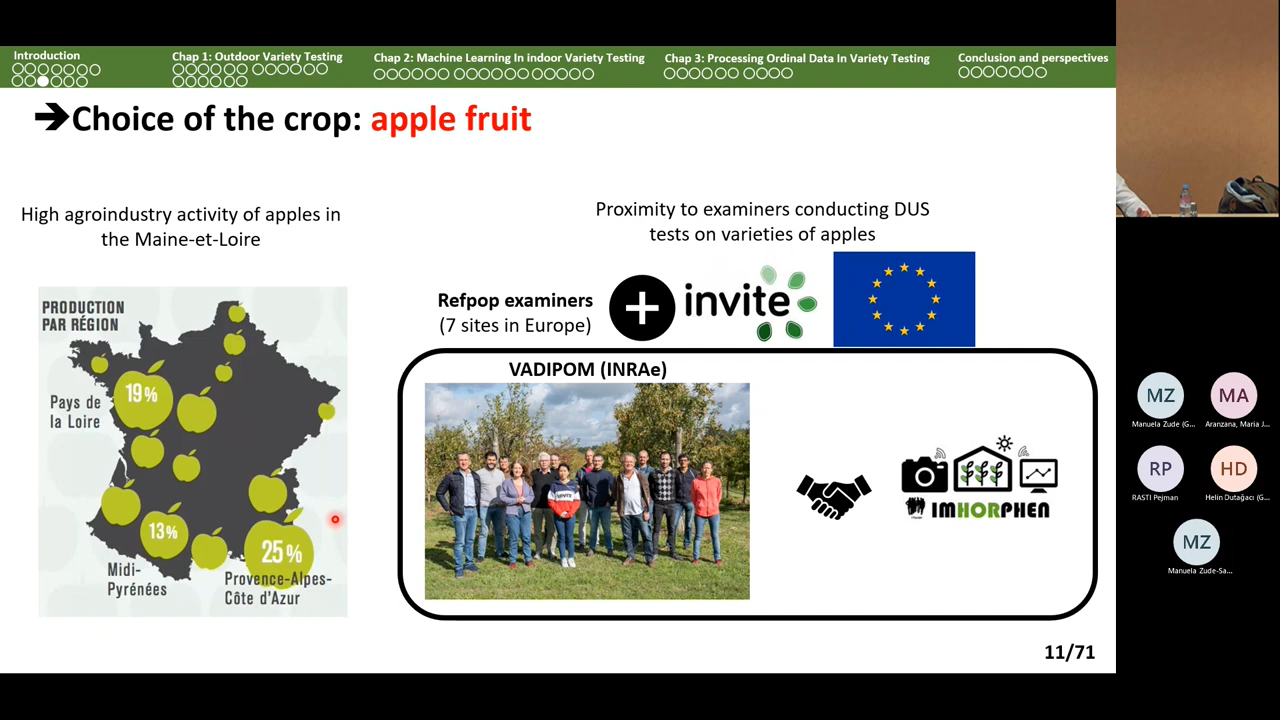 Introduction
Chap 1: Outdoor Variety Testing
Chap 2: Machine Learning In indoor Variety Testing
Chap 3: Processing Ordinal Data In Variety Testing
Conclusion and perspectives
➔Choice of the crop: apple fruit
High agroindustry activity of apples in
the Maine-et-Loire
PRODUCTION
PAR RÉGION
19%
Pays de
la Loire
13%
Midi-
Pyrénées
25%
Provence-Alpes-
Côte d'Azur
Proximity to examiners conducting DUS
tests on varieties of apples
Refpop examiners
(7 sites in Europe)
invite
VADIPOM (INRAe)
IMHORPHEN
11/71
MZ
Manuela Zude (G...
MA
Aranzana, Maria J...
RP
RASTI Pejman
HD
Helin Dutağacı (G...
MZ
Manuela Zude-Sa...